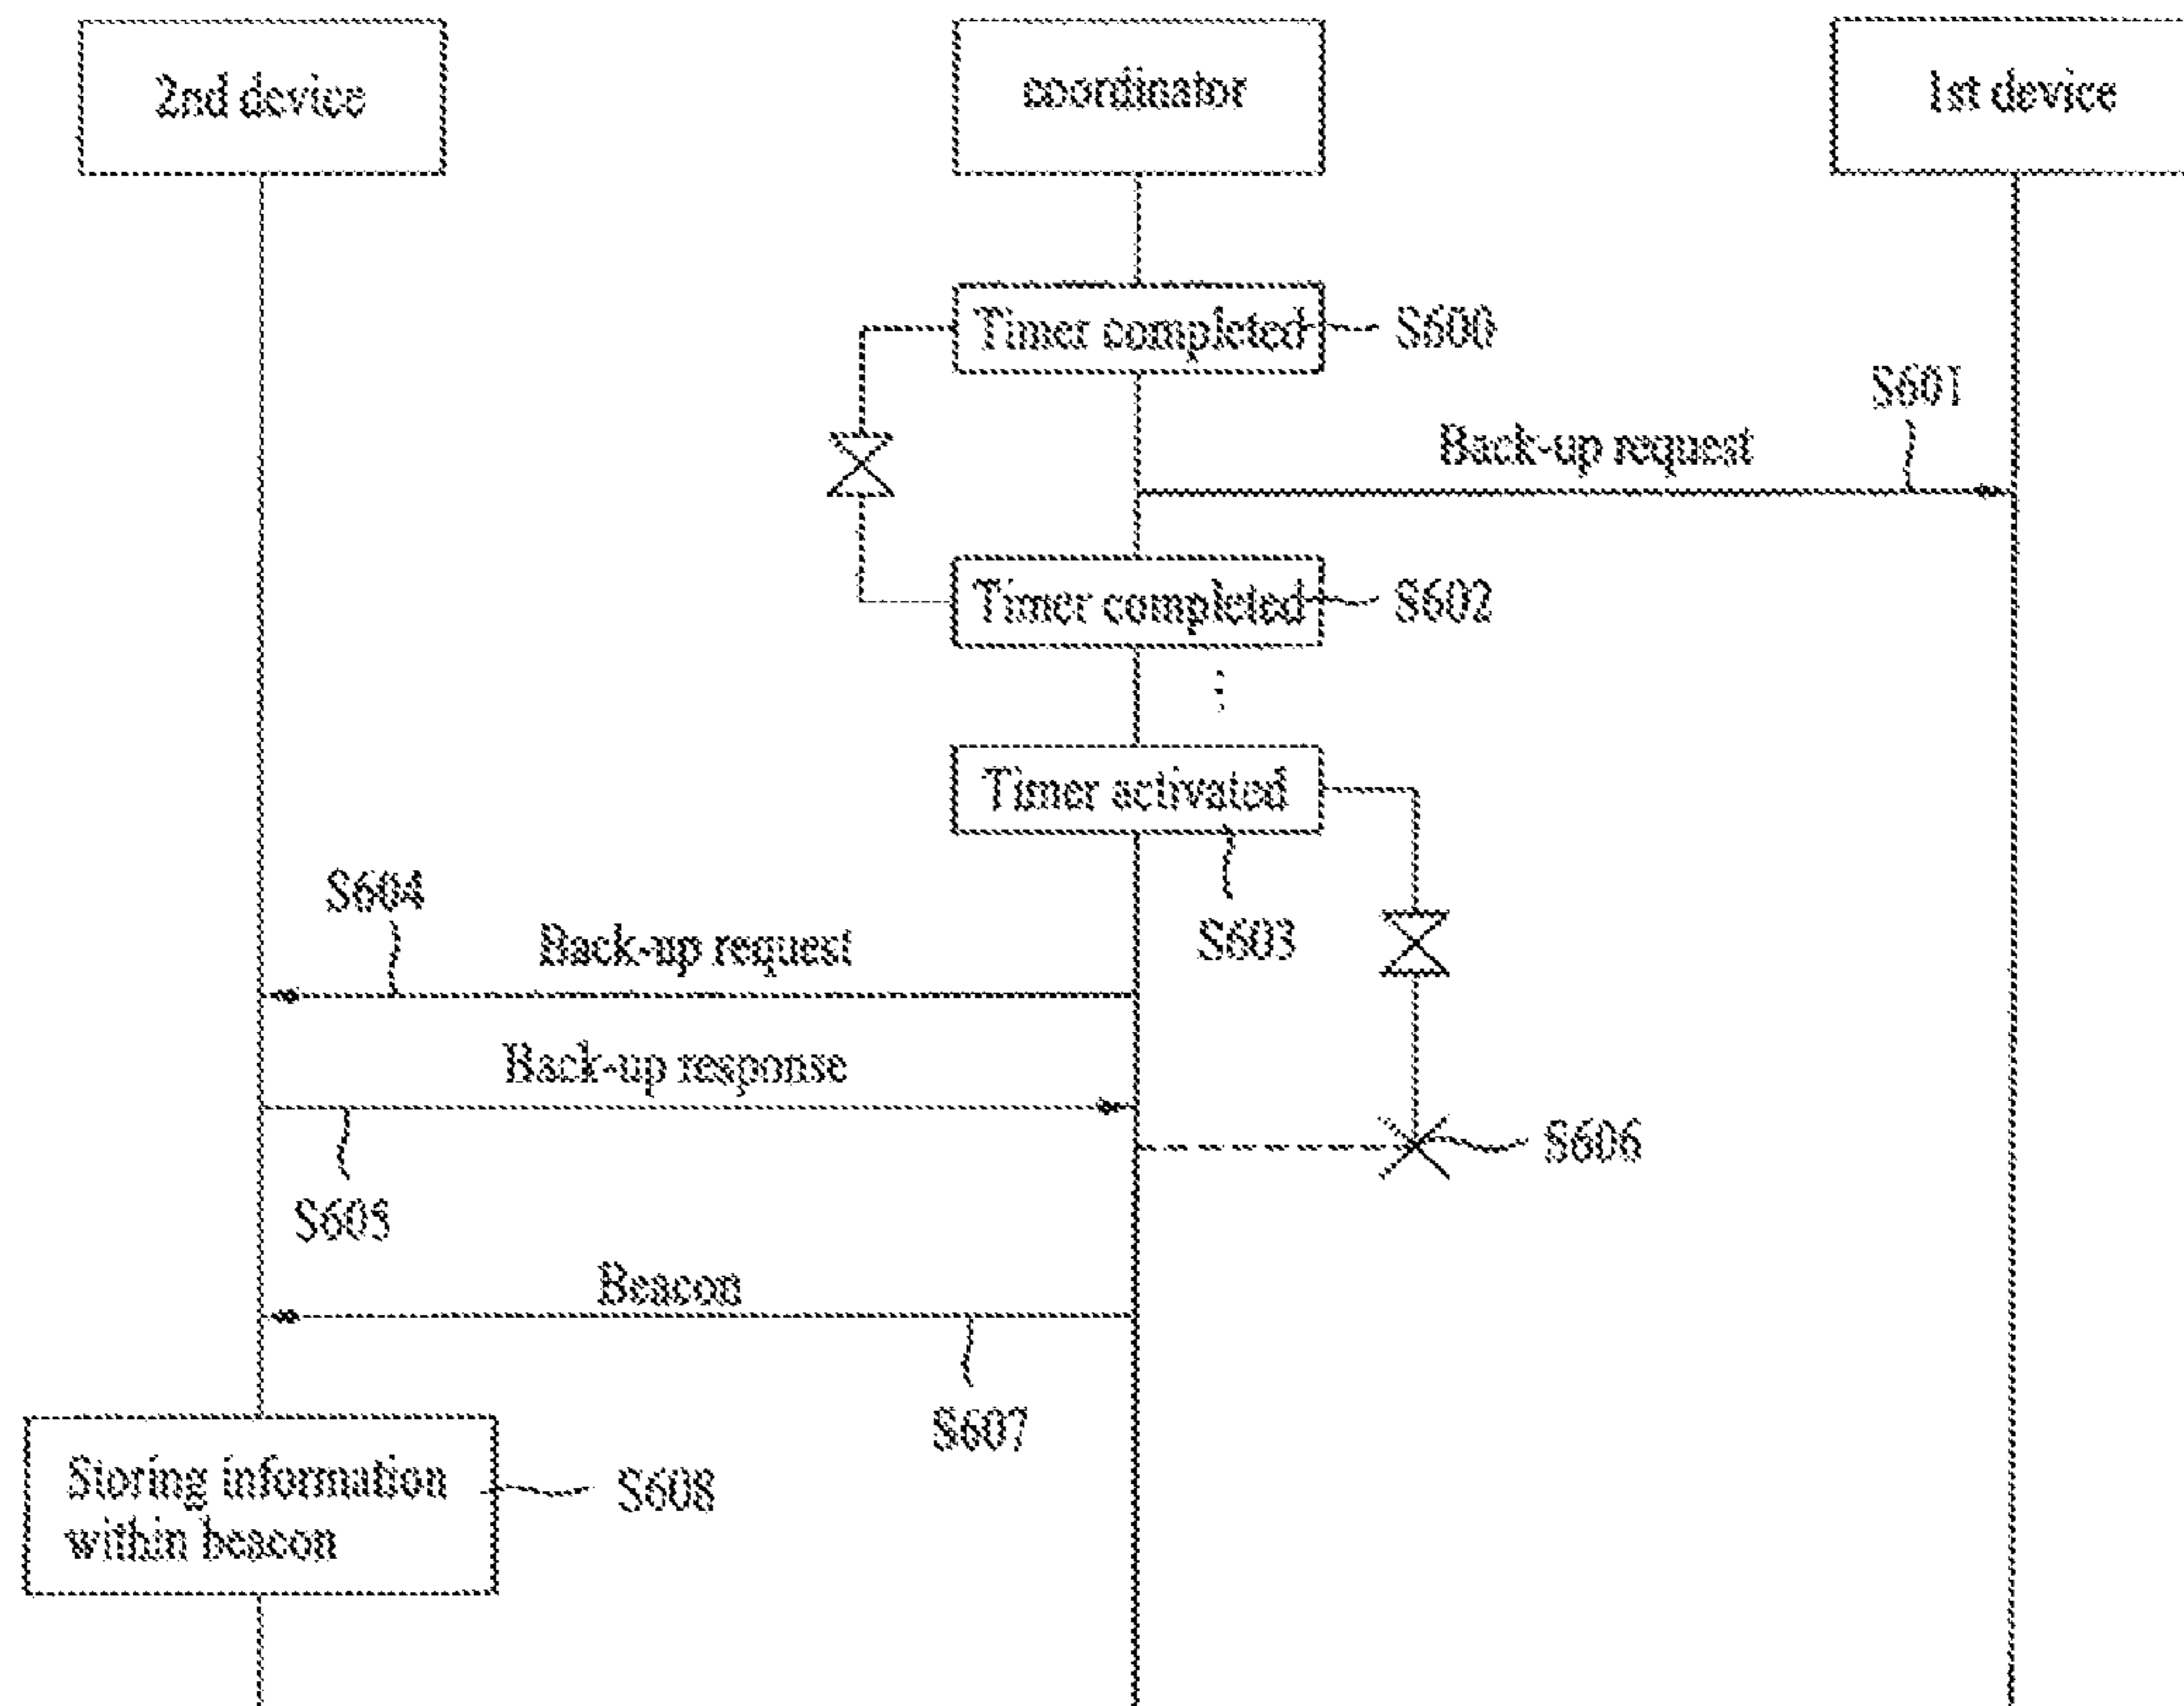 2nd device
coordinator
1st device
Timer completed
S600
S601
Back-up request
Timer completed
S602
Timer activated
S603
S604
Back-up request
Back-up response
S605
S606
Beacon
S607
Storing information
within beacon
S608